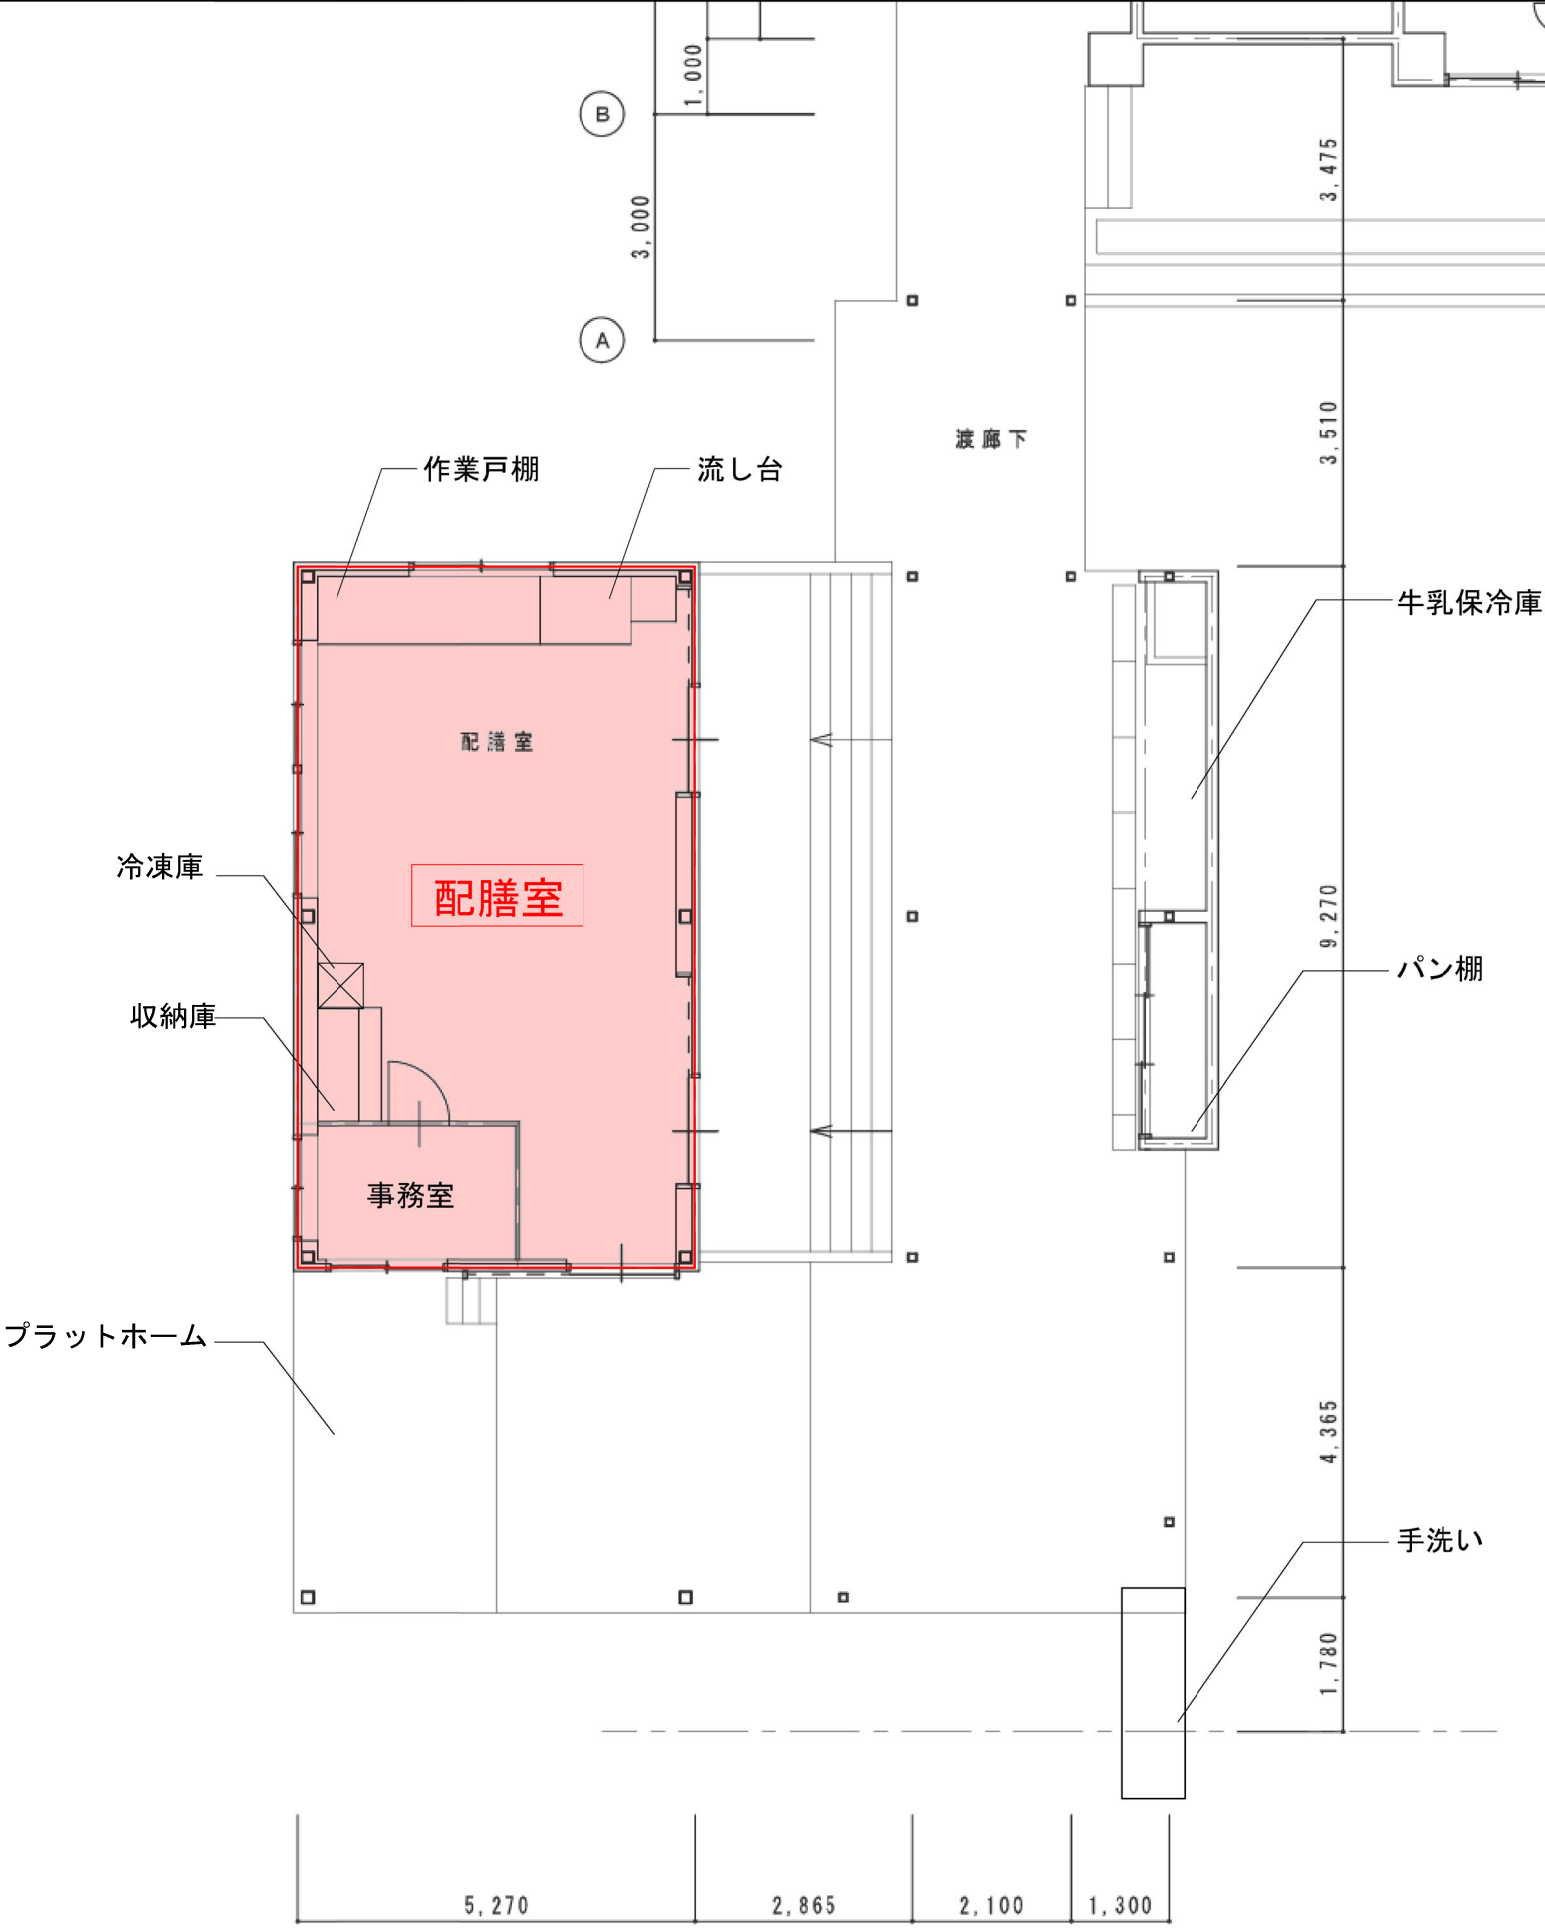 1,000
B
3,475
3,000
A
渡廊下
3,510
作業戸棚
流し台
牛乳保冷庫
配膳室
冷凍庫
配膳室
9,270
パン棚
収納庫
事務室
プラットホーム
4,365
手洗い
1,780
5,270
2,865
2,100
1,300